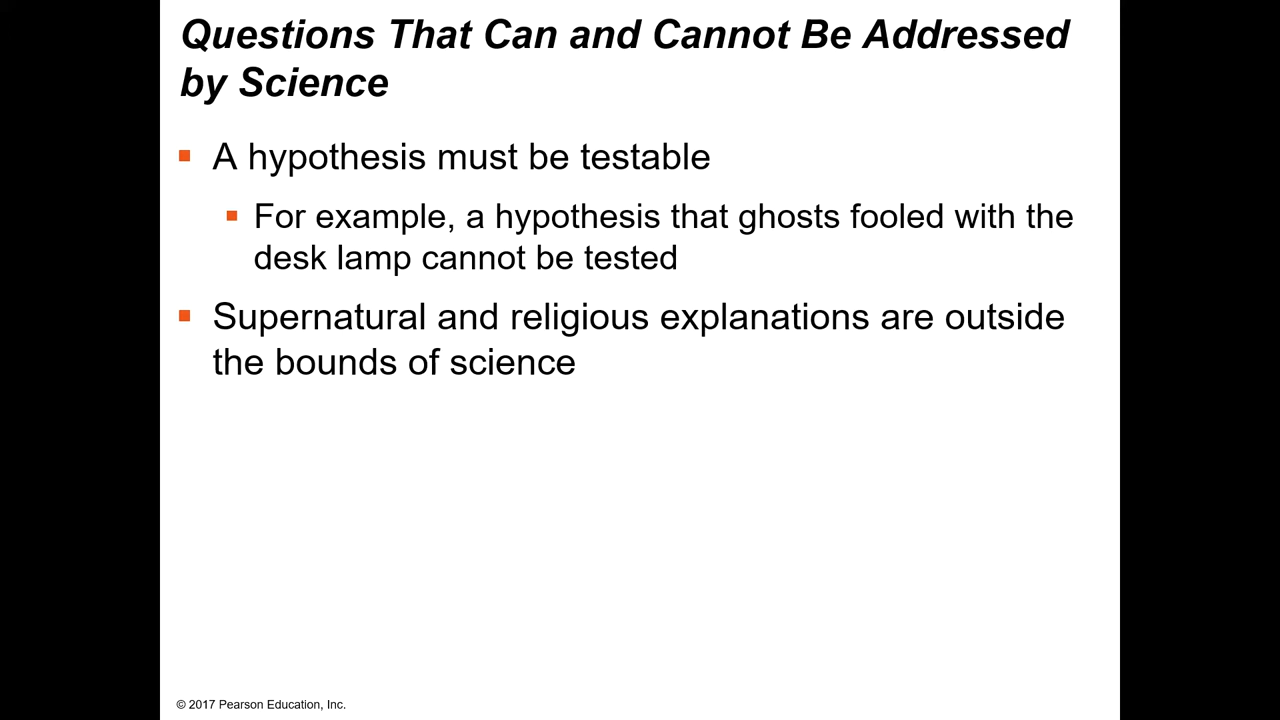 Questions That Can and Cannot Be Addressed
by Science
A hypothesis must be testable
For example, a hypothesis that ghosts fooled with the
desk lamp cannot be tested
Supernatural and religious explanations are outside
the bounds of science
© 2017 Pearson Education, Inc.